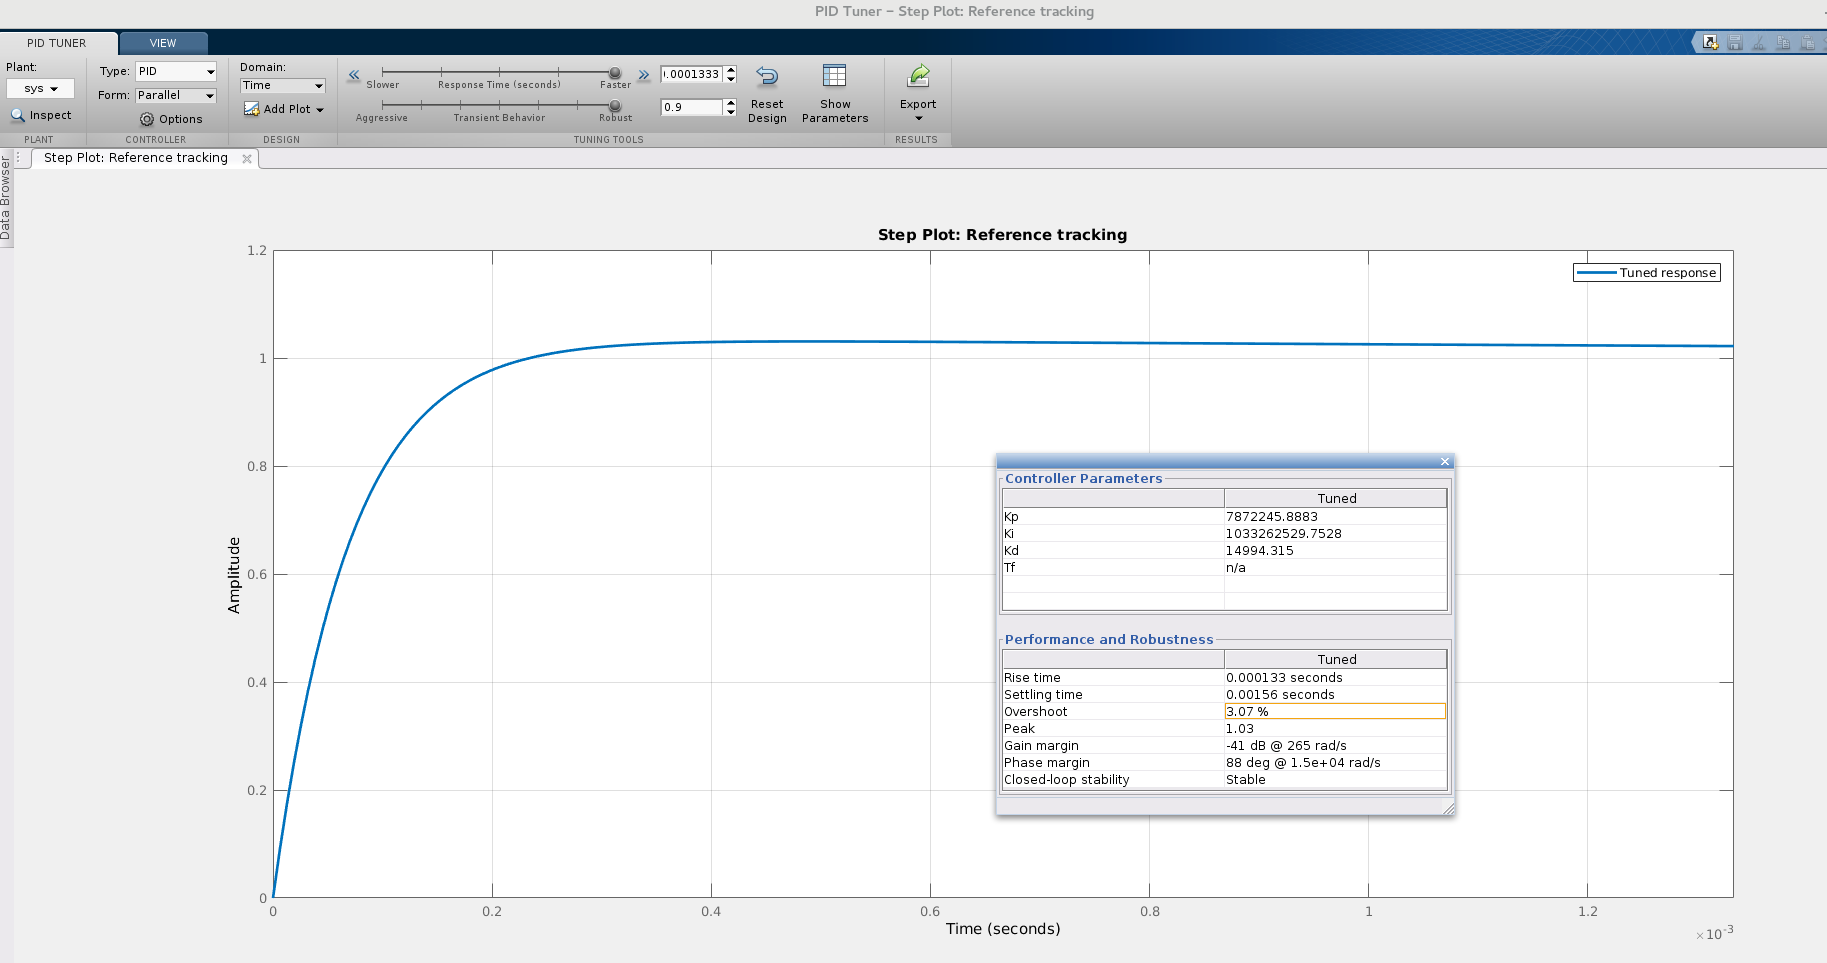 PID Tuner − Step Plot: Reference tracking
PID TUNER
VIEW
Plant:
sys
Inspect
PLANT
Type: PID
Form: Parallel
Options
CONTROLLER
Domain:
Time
Add Plot
DESIGN
Slower Response Time (seconds) Faster
Aggressive Transient Behavior Robust
.0001333
0.9
Reset
Design
Show
Parameters
TUNING TOOLS
Export
RESULTS
Step Plot: Reference tracking
Data Browser
Step Plot: Reference tracking
Tuned response
1.2
1
0.8
0.6
0.4
0.2
0
Amplitude
0 0.2 0.4 0.6 0.8 1 1.2
Time (seconds)
×10-3
Controller Parameters
Tuned
Kp 7872245.8883
Ki 1033262529.7528
Kd 14994.315
Tf n/a
Performance and Robustness
Tuned
Rise time 0.000133 seconds
Settling time 0.00156 seconds
Overshoot 3.07 %
Peak 1.03
Gain margin -41 dB @ 265 rad/s
Phase margin 88 deg @ 1.5e+04 rad/s
Closed-loop stability Stable